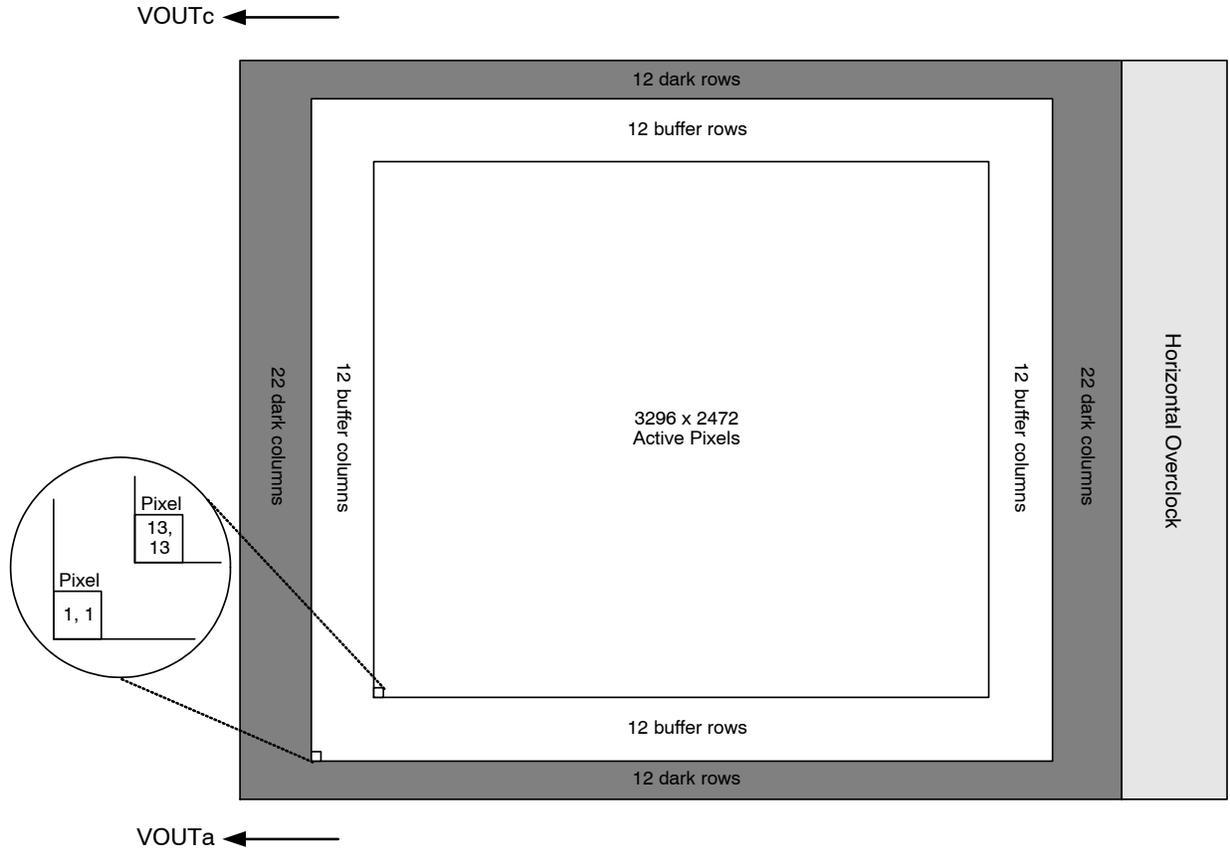 VOUTc
12 dark rows
12 buffer rows
22 dark columns
12 buffer columns
3296 x 2472
Active Pixels
12 buffer columns
22 dark columns
Horizontal Overclock
Pixel
13,
13
Pixel
1, 1
12 buffer rows
12 dark rows
VOUTa